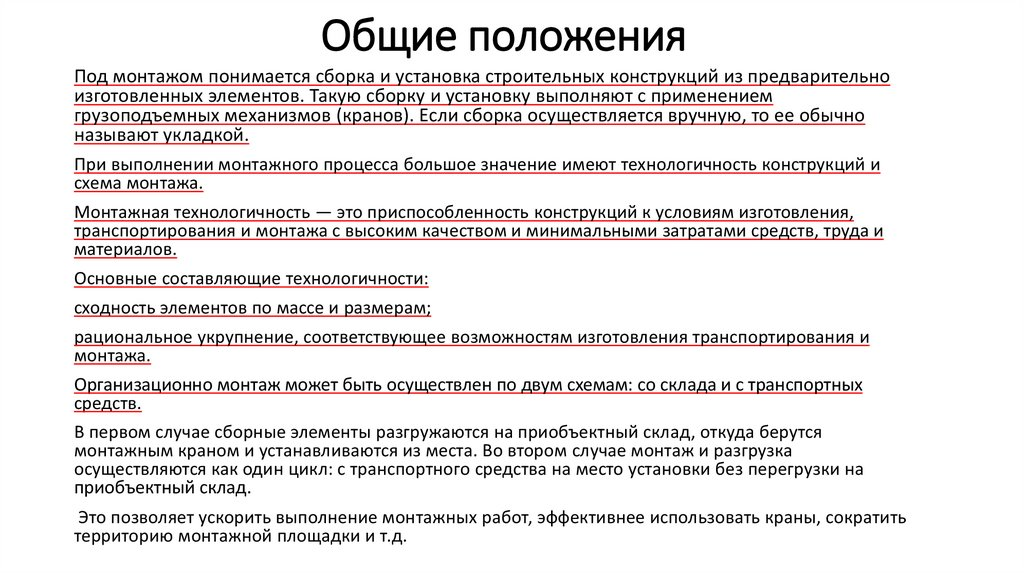 Общие положения
Под монтажом понимается сборка и установка строительных конструкций из предварительно
изготовленных элементов. Такую сборку и установку выполняют с применением
грузоподъемных механизмов (кранов). Если сборка осуществляется вручную, то ее обычно
называют укладкой.
При выполнении монтажного процесса большое значение имеют технологичность конструкций и
схема монтажа.
Монтажная технологичность — это приспособленность конструкций к условиям изготовления,
транспортирования и монтажа с высоким качеством и минимальными затратами средств, труда и
материалов.
Основные составляющие технологичности:
сходность элементов по массе и размерам;
рациональное укрупнение, соответствующее возможностям изготовления транспортирования и
монтажа.
Организационно монтаж может быть осуществлен по двум схемам: со склада и с транспортных
средств.
В первом случае сборные элементы разгружаются на приобъектный склад, откуда берутся
монтажным краном и устанавливаются из места. Во втором случае монтаж и разгрузка
осуществляются как один цикл: с транспортного средства на место установки без перегрузки на
приобъектный склад.
Это позволяет ускорить выполнение монтажных работ, эффективнее использовать краны, сократить
территорию монтажной площадки и т.д.